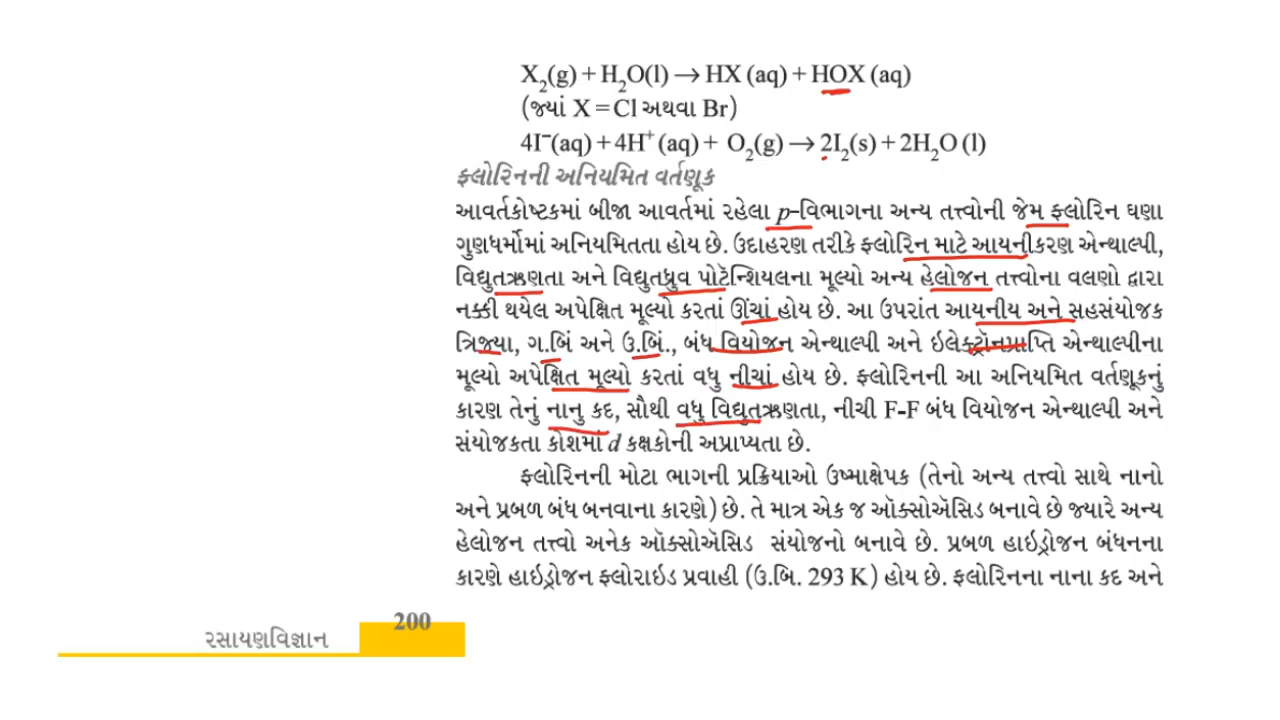 X₂(g) + H₂O(l) → HX (aq) + HOX (aq)
(જ્યાં X = Cl અથવા Br)
4I⁻(aq) + 4H⁺ (aq) + O₂(g) → 2I₂(s) + 2H₂O (l)
ફ્લોરિનની અનિયમિત વર્તણૂક
આવર્તકોષ્ટકમાં બીજા આવર્તમાં રહેલા p-વિભાગના અન્ય તત્ત્વોની જેમ ફ્લોરિન ઘણા
ગુણધર્મોમાં અનિયમિતતા હોય છે. ઉદાહરણ તરીકે ફ્લોરિન માટે આયનીકરણ એન્થાલ્પી,
વિદ્યુતઋણતા અને વિદ્યુતધ્રુવ પોટૅન્શિયલના મૂલ્યો અન્ય હેલોજન તત્ત્વોના વલણો દ્વારા
નક્કી થયેલ અપેક્ષિત મૂલ્યો કરતાં ઊંચાં હોય છે. આ ઉપરાંત આયનીય અને સહસંયોજક
ત્રિજ્યા, ગ.બિં અને ઉ.બિં., બંધ વિયોજન એન્થાલ્પી અને ઇલેક્ટ્રૉનપ્રાપ્તિ એન્થાલ્પીના
મૂલ્યો અપેક્ષિત મૂલ્યો કરતાં વધુ નીચાં હોય છે. ફ્લોરિનની આ અનિયમિત વર્તણૂકનું
કારણ તેનું નાનુ કદ, સૌથી વધુ વિદ્યુતઋણતા, નીચી F-F બંધ વિયોજન એન્થાલ્પી અને
સંયોજકતા કોશમાં d કક્ષકોની અપ્રાપ્યતા છે.
ફ્લોરિનની મોટા ભાગની પ્રક્રિયાઓ ઉષ્માક્ષેપક (તેનો અન્ય તત્ત્વો સાથે નાનો
અને પ્રબળ બંધ બનવાના કારણે) છે. તે માત્ર એક જ ઑક્સોઍસિડ બનાવે છે જ્યારે અન્ય
હેલોજન તત્ત્વો અનેક ઑક્સોઍસિડ સંયોજનો બનાવે છે. પ્રબળ હાઇડ્રોજન બંધનના
કારણે હાઇડ્રોજન ફ્લોરાઇડ પ્રવાહી (ઉ.બિ. 293 K) હોય છે. ફ્લોરિનના નાના કદ અને
200
રસાયણવિજ્ઞાન